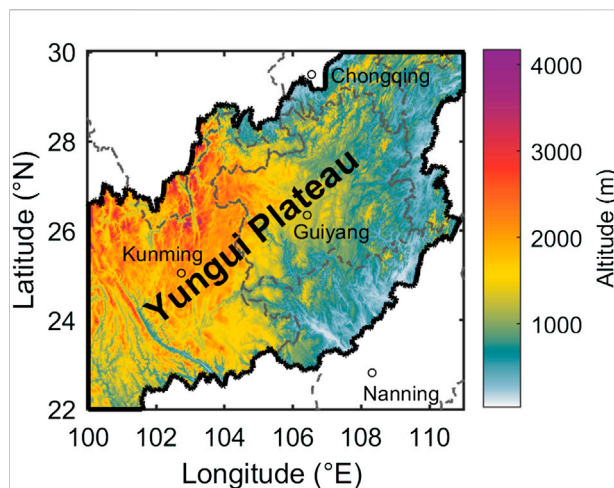 30
28
26
24
22
Latitude (°N)
Chongqing
Yungui Plateau
Guiyang
Kunming
Nanning
100
102
104
106
108
110
Longitude (°E)
4000
3000
2000
1000
Altitude (m)